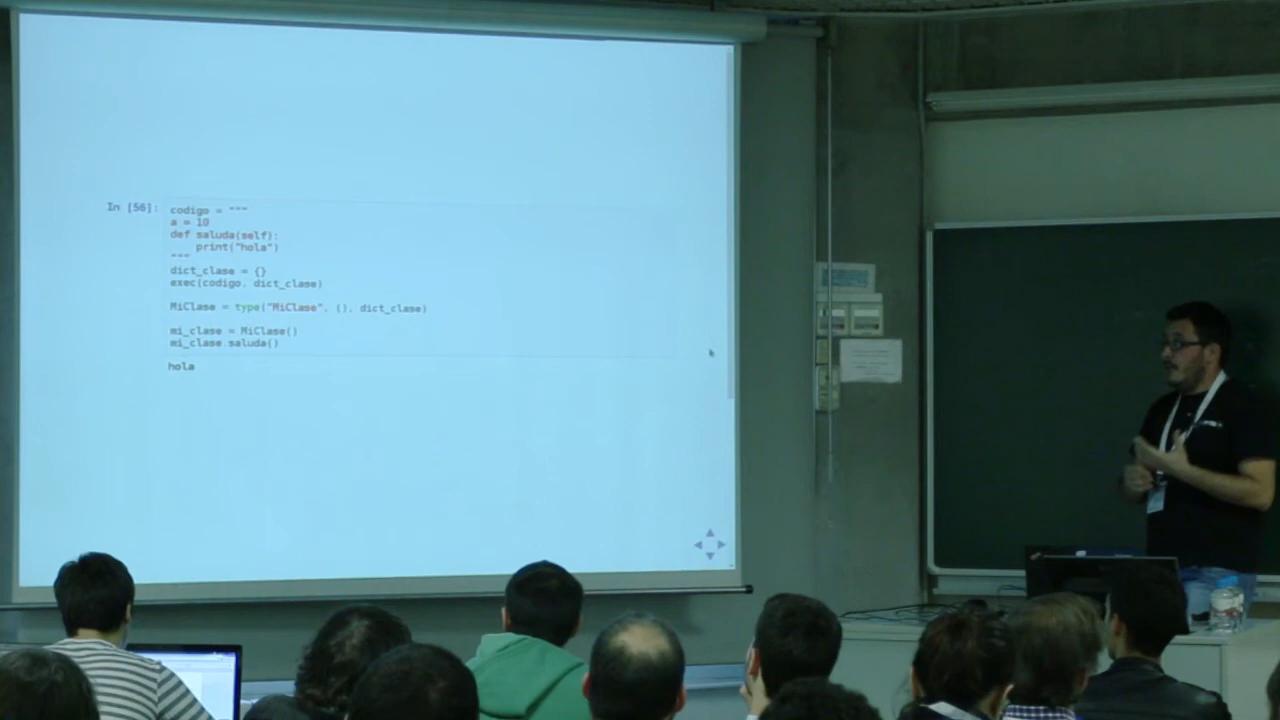 In [56]:
codigo = """
a = 10
def saluda(self):
    print("hola")
"""
dict_clase = {}
exec(codigo, dict_clase)
MiClase = type("MiClase", (), dict_clase)
mi_clase = MiClase()
mi_clase.saluda()
hola